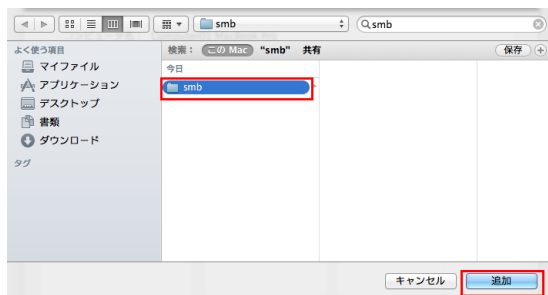 smb
smb
よく使う項目
マイファイル
アプリケーション
デスクトップ
書類
ダウンロード
タグ
検索： このMac "smb" 共有
保存
今日
smb
キャンセル
追加